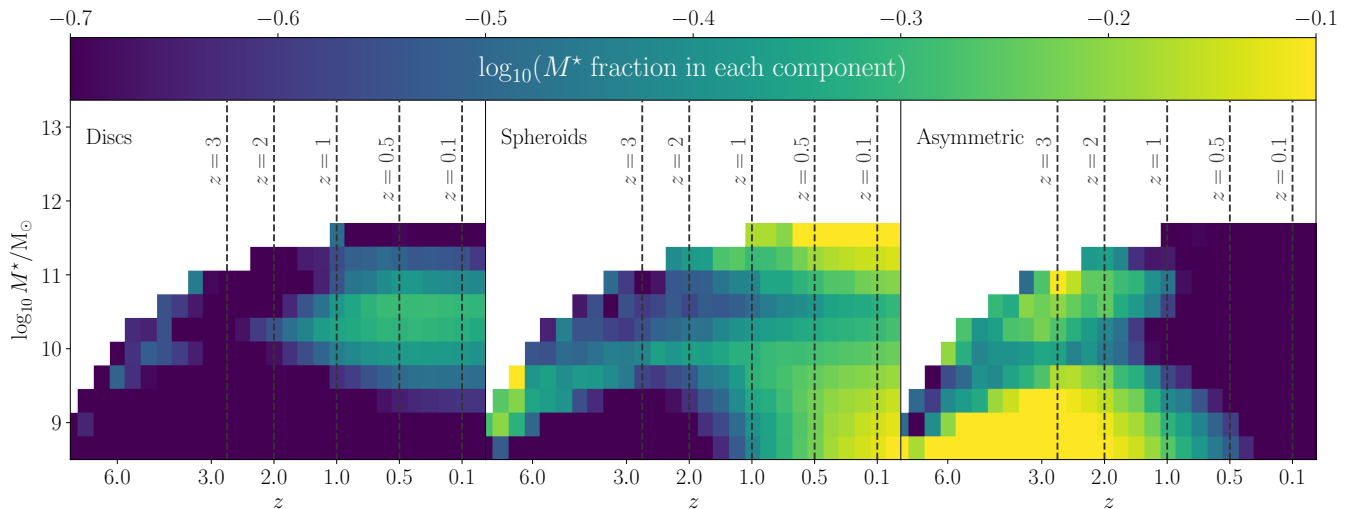 −0.7 −0.6 −0.5 −0.4 −0.3 −0.2 −0.1
log₁₀(M⋆ fraction in each component)
log₁₀ M⋆/M⊙
13
12
11
10
9
Discs
z = 3
z = 2
z = 1
z = 0.5
z = 0.1
Spheroids
z = 3
z = 2
z = 1
z = 0.5
z = 0.1
Asymmetric
z = 3
z = 2
z = 1
z = 0.5
z = 0.1
6.0 3.0 2.0 1.0 0.5 0.1
z
6.0 3.0 2.0 1.0 0.5 0.1
z
6.0 3.0 2.0 1.0 0.5 0.1
z